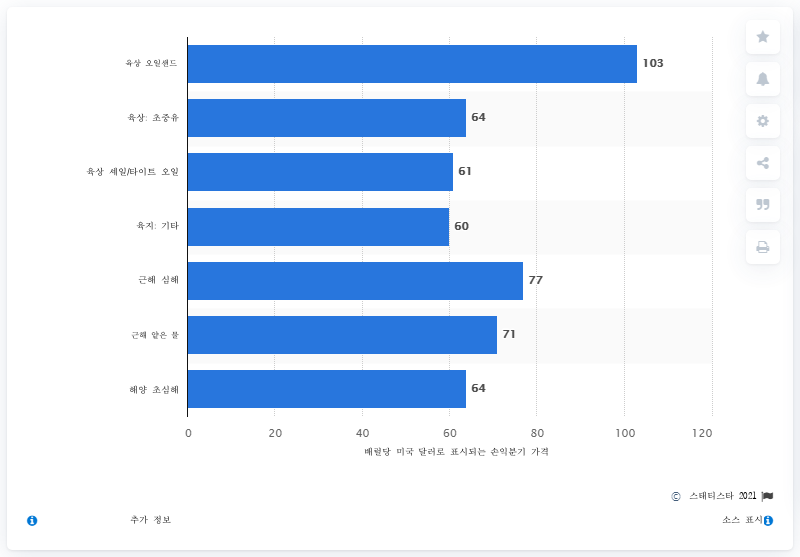 육상 오일샌드
103
육상: 초중유
64
육상 셰일/타이트 오일
61
육지: 기타
60
근해 심해
77
근해 얕은 물
71
해양 초심해
64
0 20 40 60 80 100 120
배럴당 미국 달러로 표시되는 손익분기 가격
© 스태티스타 2021
추가 정보
소스 표시